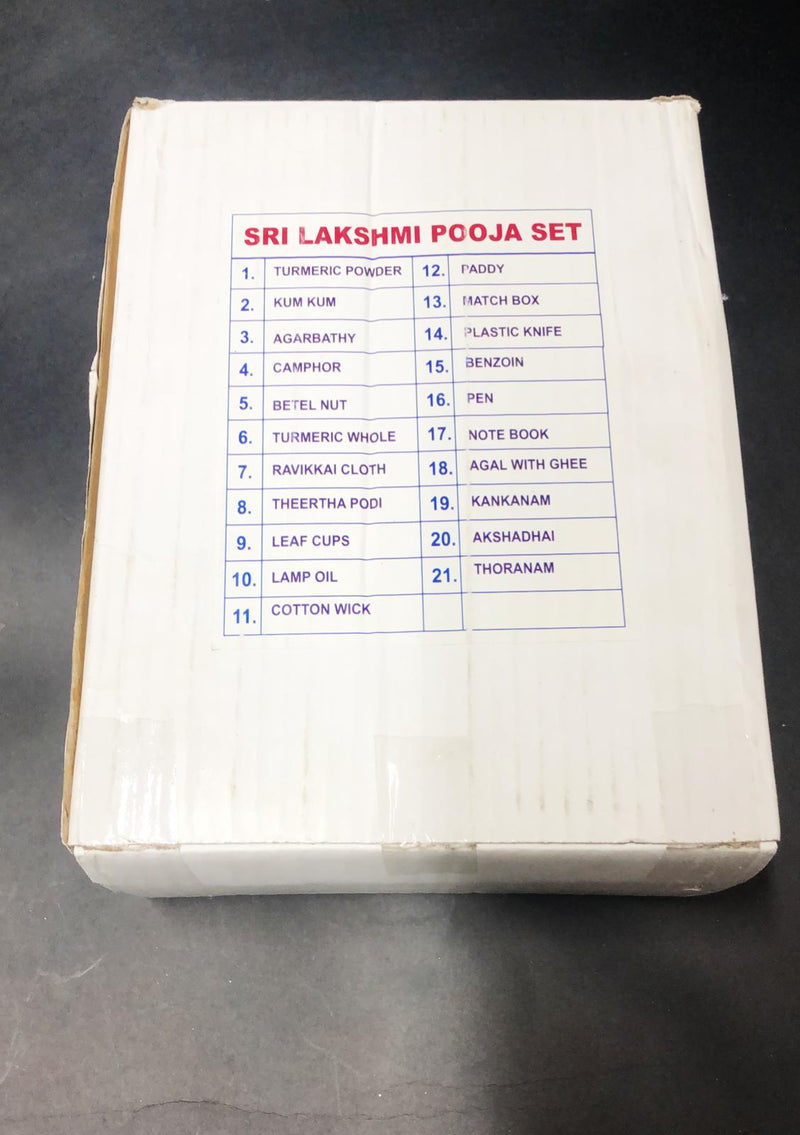 SRI LAKSHMI POOJA SET
1. TURMERIC POWDER
2. KUM KUM
3. AGARBATHY
4. CAMPHOR
5. BETEL NUT
6. TURMERIC WHOLE
7. RAVIKKAI CLOTH
8. THEERTHA PODI
9. LEAF CUPS
10. LAMP OIL
11. COTTON WICK
12. PADDY
13. MATCH BOX
14. PLASTIC KNIFE
15. BENZOIN
16. PEN
17. NOTE BOOK
18. AGAL WITH GHEE
19. KANKANAM
20. AKSHADHAI
21. THORANAM